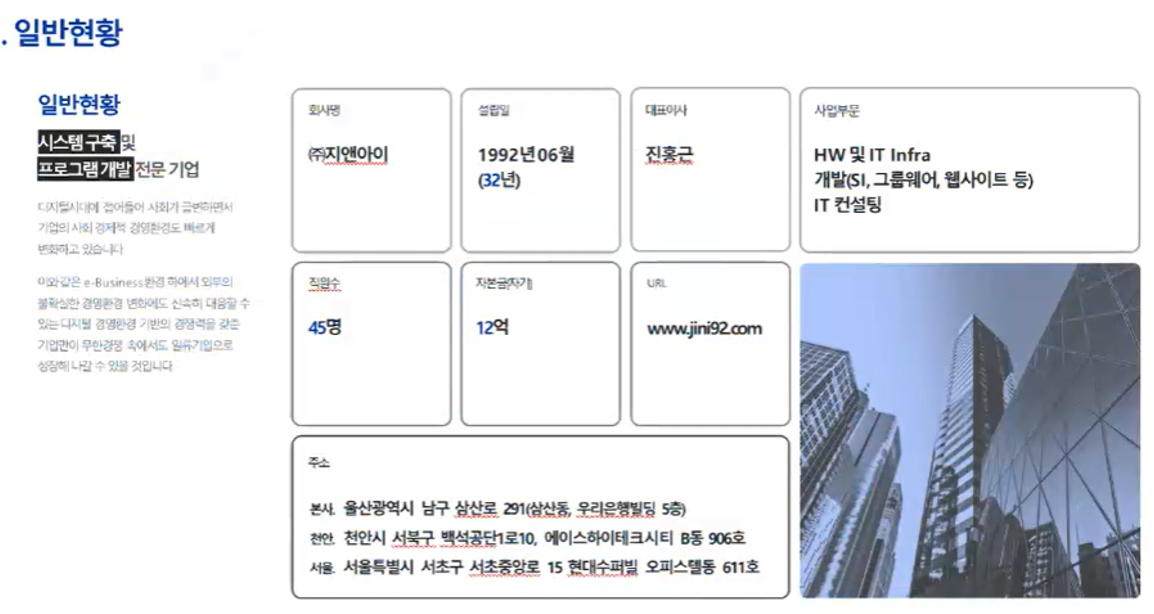 . 일반현황
일반현황
시스템 구축 및
프로그램 개발 전문 기업
디지털시대에 접어들어 사회가 급변하면서
기업의 사회 경제적 경영환경도 빠르게
변화하고 있습니다
이와같은 e-Business환경 하에서 외부의
불확실한 경영환경 변화에도 신속히 대응할 수
있는 디지털 경영환경 기반의 경쟁력을 갖춘
기업만이 무한경쟁 속에서도 일류기업으로
성장해 나갈 수 있을 것입니다.
회사명
㈜지앤아이
설립일
1992년 06월
(32년)
대표이사
진홍근
사업부문
HW 및 IT Infra
개발(SI, 그룹웨어, 웹사이트 등)
IT 컨설팅
직원수
45명
자본금(자기)
12억
URL
www.jini92.com
주소
본사. 울산광역시 남구 삼산로 291(삼산동, 우리은행빌딩 5층)
천안. 천안시 서북구 백석공단1로10, 에이스하이테크시티 B동 906호
서울. 서울특별시 서초구 서초중앙로 15 현대수퍼빌 오피스텔동 611호